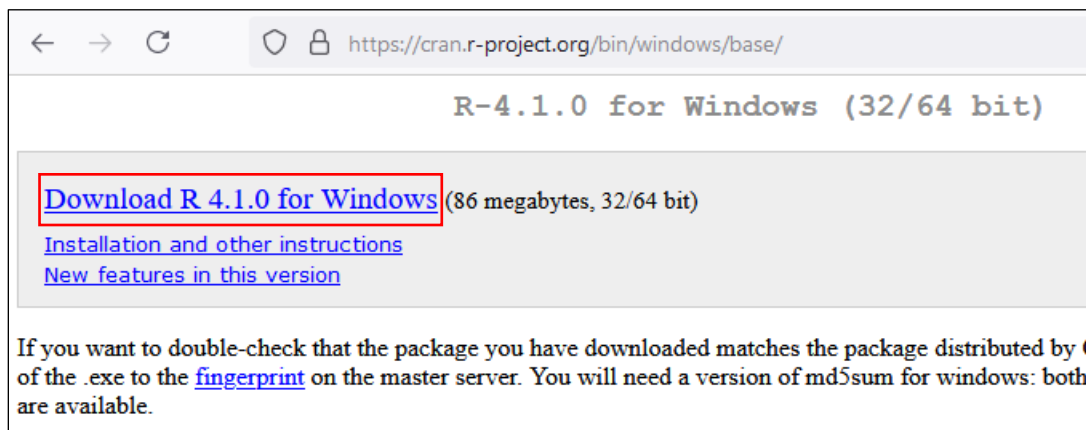 https://cran.r-project.org/bin/windows/base/
R-4.1.0 for Windows (32/64 bit)
Download R 4.1.0 for Windows (86 megabytes, 32/64 bit)
Installation and other instructions
New features in this version
If you want to double-check that the package you have downloaded matches the package distributed by
of the .exe to the fingerprint on the master server. You will need a version of md5sum for windows: both
are available.